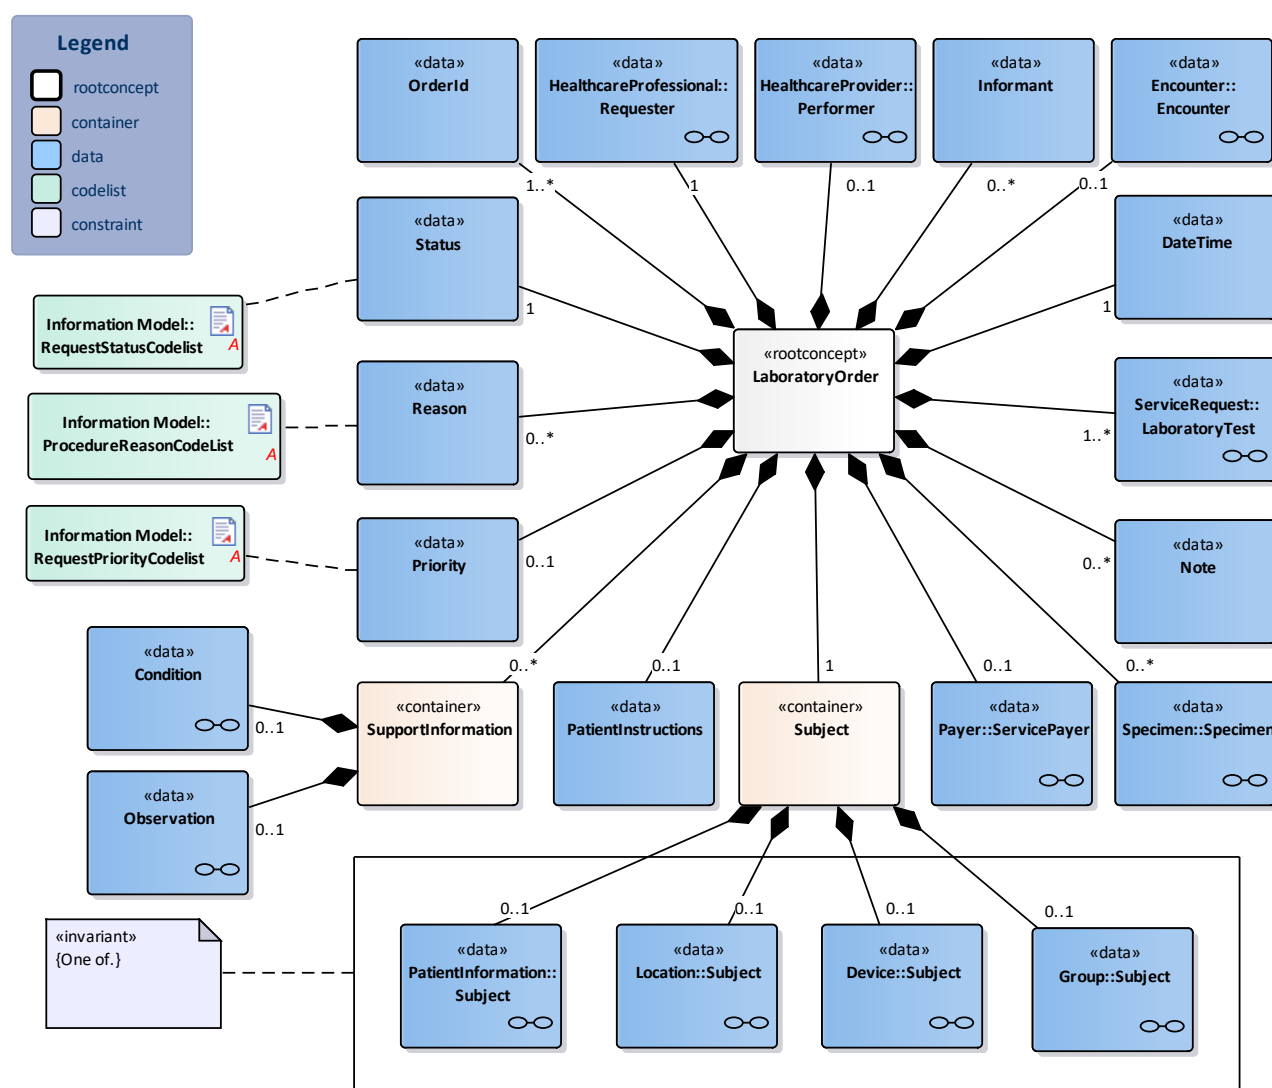 Legend
rootconcept
container
data
codelist
constraint
«data»
OrderId
«data»
HealthcareProfessional::
Requester
«data»
HealthcareProvider::
Performer
«data»
Informant
«data»
Encounter::
Encounter
1..*
1
0..1
0..*
0..1
«data»
Status
1
«data»
DateTime
1
Information Model::
RequestStatusCodelist
A
«rootconcept»
LaboratoryOrder
«data»
Reason
0..*
«data»
ServiceRequest::
LaboratoryTest
1..*
Information Model::
ProcedureReasonCodeList
A
Information Model::
RequestPriorityCodelist
A
«data»
Priority
0..1
«data»
Note
0..*
«data»
Condition
0..1
0..*
0..1
1
0..1
0..*
«container»
SupportInformation
«data»
PatientInstructions
«container»
Subject
«data»
Payer::ServicePayer
«data»
Specimen::Specimen
«data»
Observation
0..1
«invariant»
{One of.}
0..1
0..1
0..1
0..1
«data»
PatientInformation::
Subject
«data»
Location::Subject
«data»
Device::Subject
«data»
Group::Subject